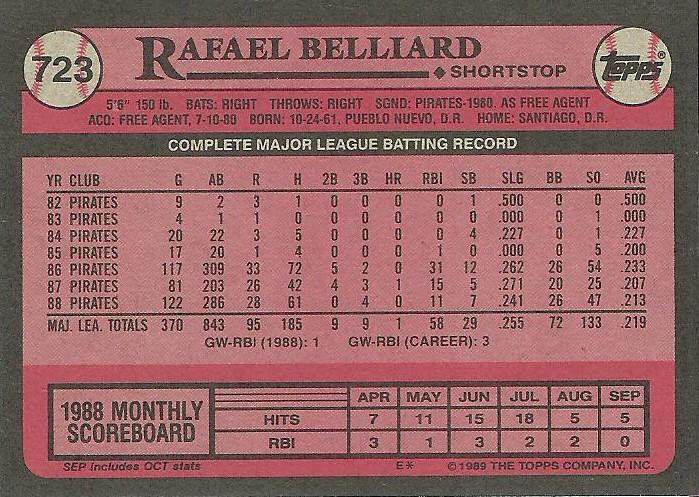 723
RAFAEL BELLIARD
◆ SHORTSTOP
TOPPS®
5'6" 150 lb. BATS: RIGHT THROWS: RIGHT SGND: PIRATES-1980. AS FREE AGENT
ACQ: FREE AGENT, 7-10-80 BORN: 10-24-61, PUEBLO NUEVO, D.R. HOME: SANTIAGO, D.R.
COMPLETE MAJOR LEAGUE BATTING RECORD
YR CLUB G AB R H 2B 3B HR RBI SB SLG BB SO AVG
82 PIRATES 9 2 3 1 0 0 0 0 1 .500 0 0 .500
83 PIRATES 4 1 1 0 0 0 0 0 0 .000 0 1 .000
84 PIRATES 20 22 3 5 0 0 0 0 4 .227 0 1 .227
85 PIRATES 17 20 1 4 0 0 0 1 0 .000 0 5 .200
86 PIRATES 117 309 33 72 5 2 0 31 12 .262 26 54 .233
87 PIRATES 81 203 26 42 4 3 1 15 5 .271 20 25 .207
88 PIRATES 122 286 28 61 0 4 0 11 7 .241 26 47 .213
MAJ. LEA. TOTALS 370 843 95 185 9 9 1 58 29 .255 72 133 .219
GW-RBI (1988): 1 GW-RBI (CAREER): 3
1988 MONTHLY SCOREBOARD
APR MAY JUN JUL AUG SEP
HITS 7 11 15 18 5 5
RBI 3 1 3 2 2 0
SEP includes OCT stats E* ©1989 THE TOPPS COMPANY, INC.